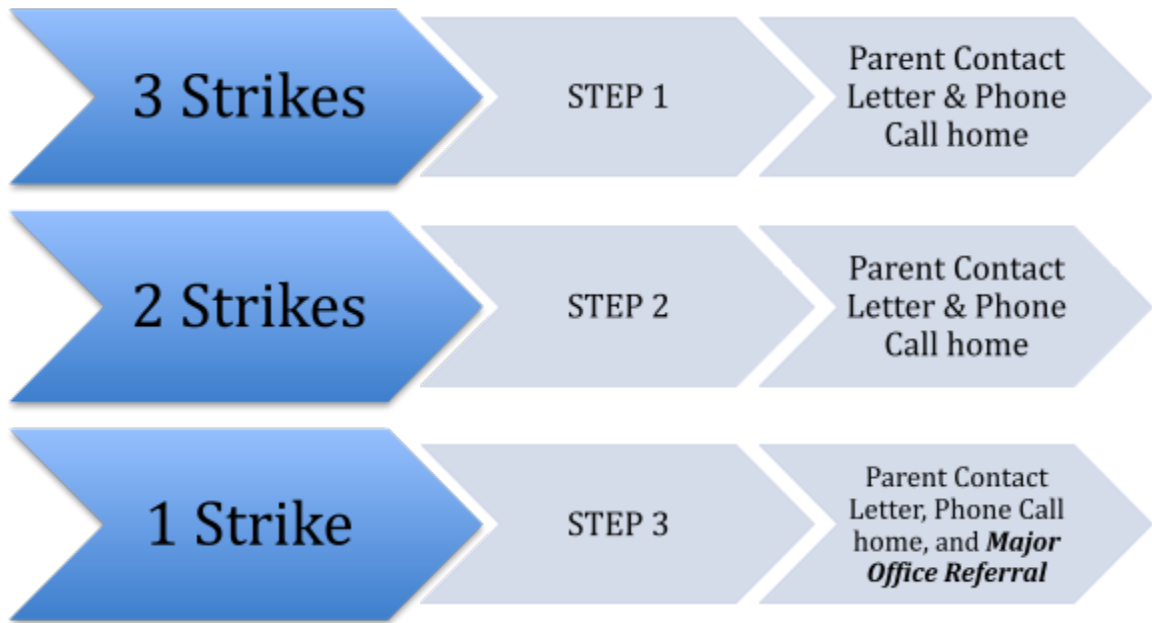 3 Strikes
STEP 1
Parent Contact
Letter & Phone
Call home
2 Strikes
STEP 2
Parent Contact
Letter & Phone
Call home
1 Strike
STEP 3
Parent Contact
Letter, Phone Call
home, and Major
Office Referral